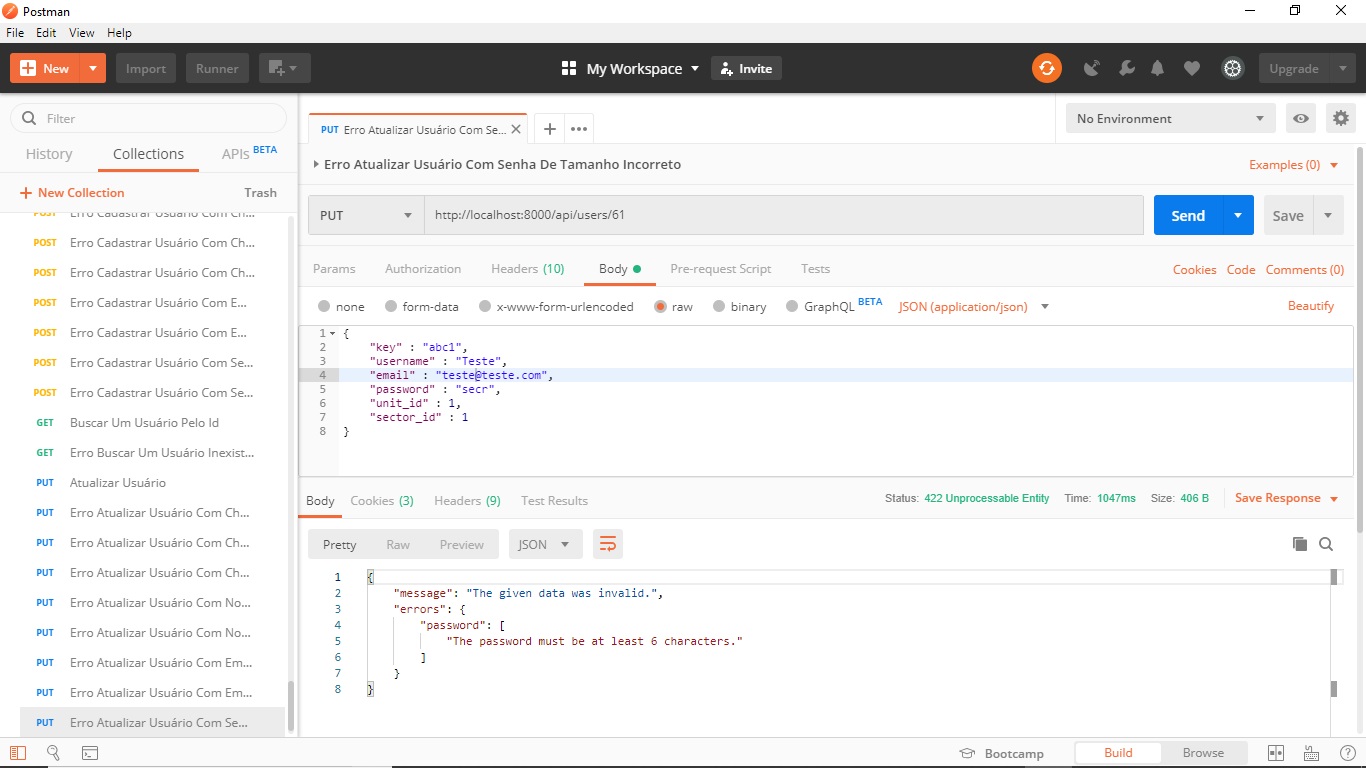 Postman
File Edit View Help
New Import Runner My Workspace Invite Upgrade
Filter
History Collections APIs BETA
New Collection Trash
POST Erro Cadastrar Usuário Com Ch...
POST Erro Cadastrar Usuário Com Ch...
POST Erro Cadastrar Usuário Com Ch...
POST Erro Cadastrar Usuário Com E...
POST Erro Cadastrar Usuário Com E...
POST Erro Cadastrar Usuário Com Se...
POST Erro Cadastrar Usuário Com Se...
GET Buscar Um Usuário Pelo Id
GET Erro Buscar Um Usuário Inexist...
PUT Atualizar Usuário
PUT Erro Atualizar Usuário Com Ch...
PUT Erro Atualizar Usuário Com Ch...
PUT Erro Atualizar Usuário Com Ch...
PUT Erro Atualizar Usuário Com No...
PUT Erro Atualizar Usuário Com No...
PUT Erro Atualizar Usuário Com Em...
PUT Erro Atualizar Usuário Com Em...
PUT Erro Atualizar Usuário Com Se...
PUT Erro Atualizar Usuário Com Se...
No Environment
Erro Atualizar Usuário Com Senha De Tamanho Incorreto Examples (0)
PUT http://localhost:8000/api/users/61 Send Save
Params Authorization Headers (10) Body Pre-request Script Tests Cookies Code Comments (0)
none form-data x-www-form-urlencoded raw binary GraphQL BETA JSON (application/json) Beautify
1 {
2 "key" : "abc1",
3 "username" : "Teste",
4 "email" : "teste@teste.com",
5 "password" : "secr",
6 "unit_id" : 1,
7 "sector_id" : 1
8 }
Body Cookies (3) Headers (9) Test Results Status: 422 Unprocessable Entity Time: 1047ms Size: 406 B Save Response
Pretty Raw Preview JSON
1 {
2 "message": "The given data was invalid.",
3 "errors": {
4 "password": [
5 "The password must be at least 6 characters."
6 ]
7 }
8 }
Bootcamp Build Browse